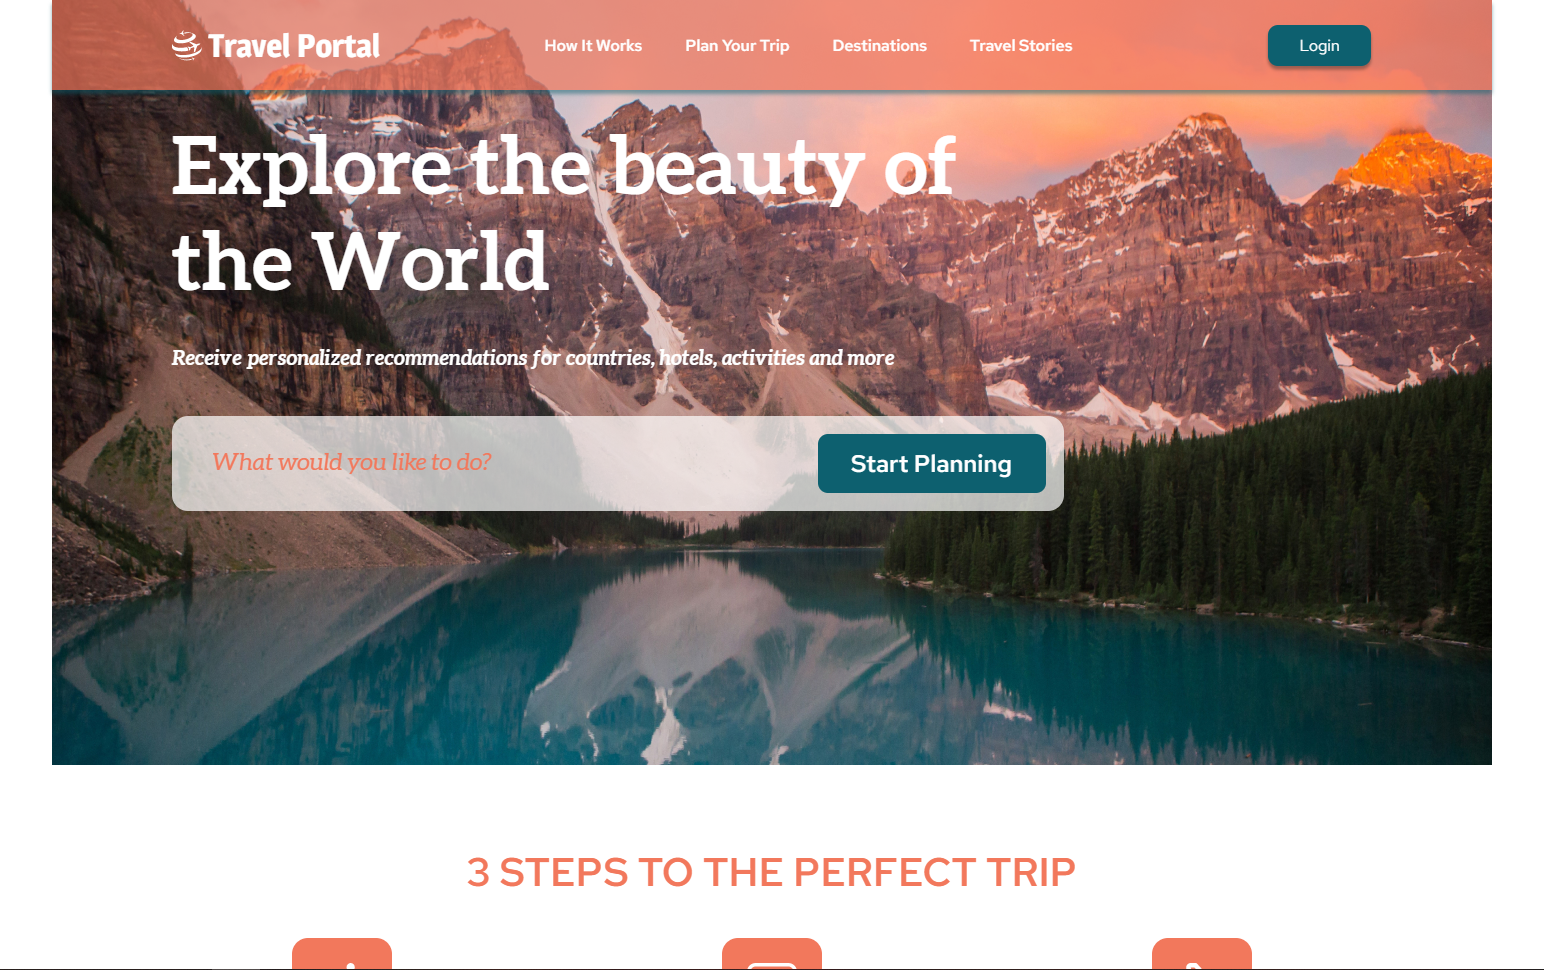 Travel Portal
How It Works
Plan Your Trip
Destinations
Travel Stories
Login
Explore the beauty of
the World
Receive personalized recommendations for countries, hotels, activities and more
What would you like to do?
Start Planning
3 STEPS TO THE PERFECT TRIP